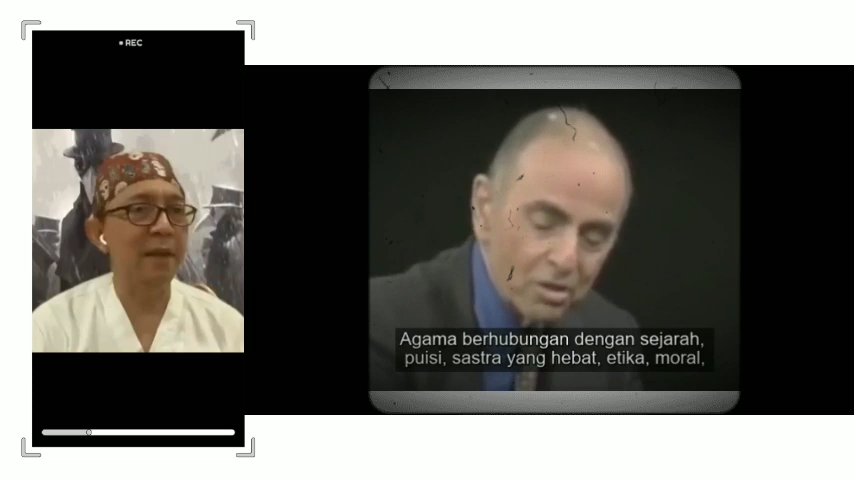 REC
Agama berhubungan dengan sejarah,
puisi, sastra yang hebat, etika, moral,